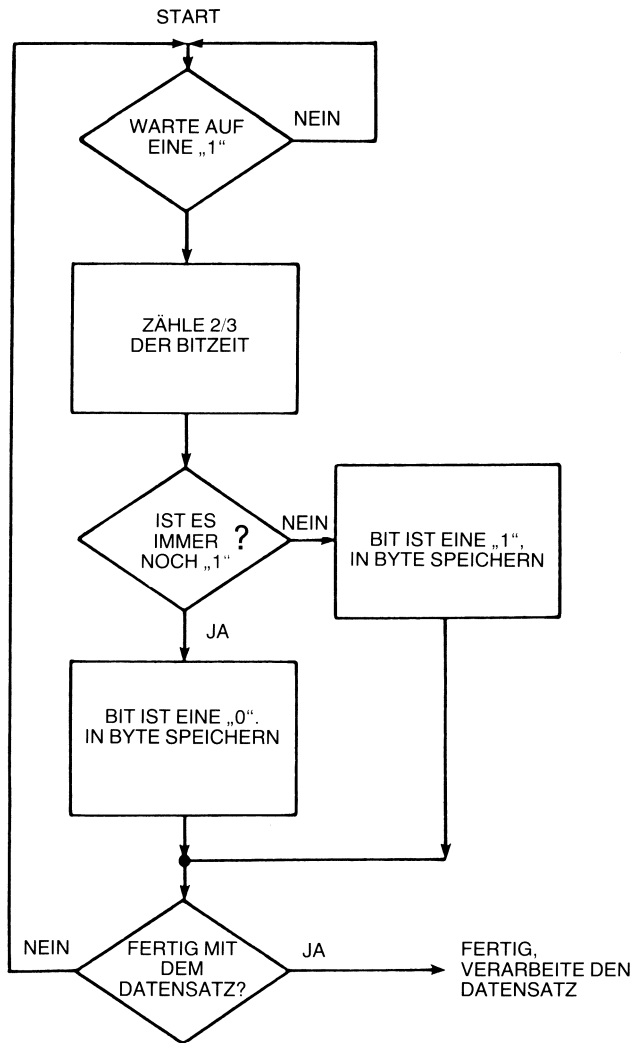 START
WARTE AUF
EINE „1“
NEIN
ZÄHLE 2/3
DER BITZEIT
IST ES
IMMER ?
NOCH „1“
NEIN
BIT IST EINE „1“,
IN BYTE SPEICHERN
JA
BIT IST EINE „0“.
IN BYTE SPEICHERN
NEIN
FERTIG MIT
DEM
DATENSATZ?
JA
FERTIG,
VERARBEITE DEN
DATENSATZ